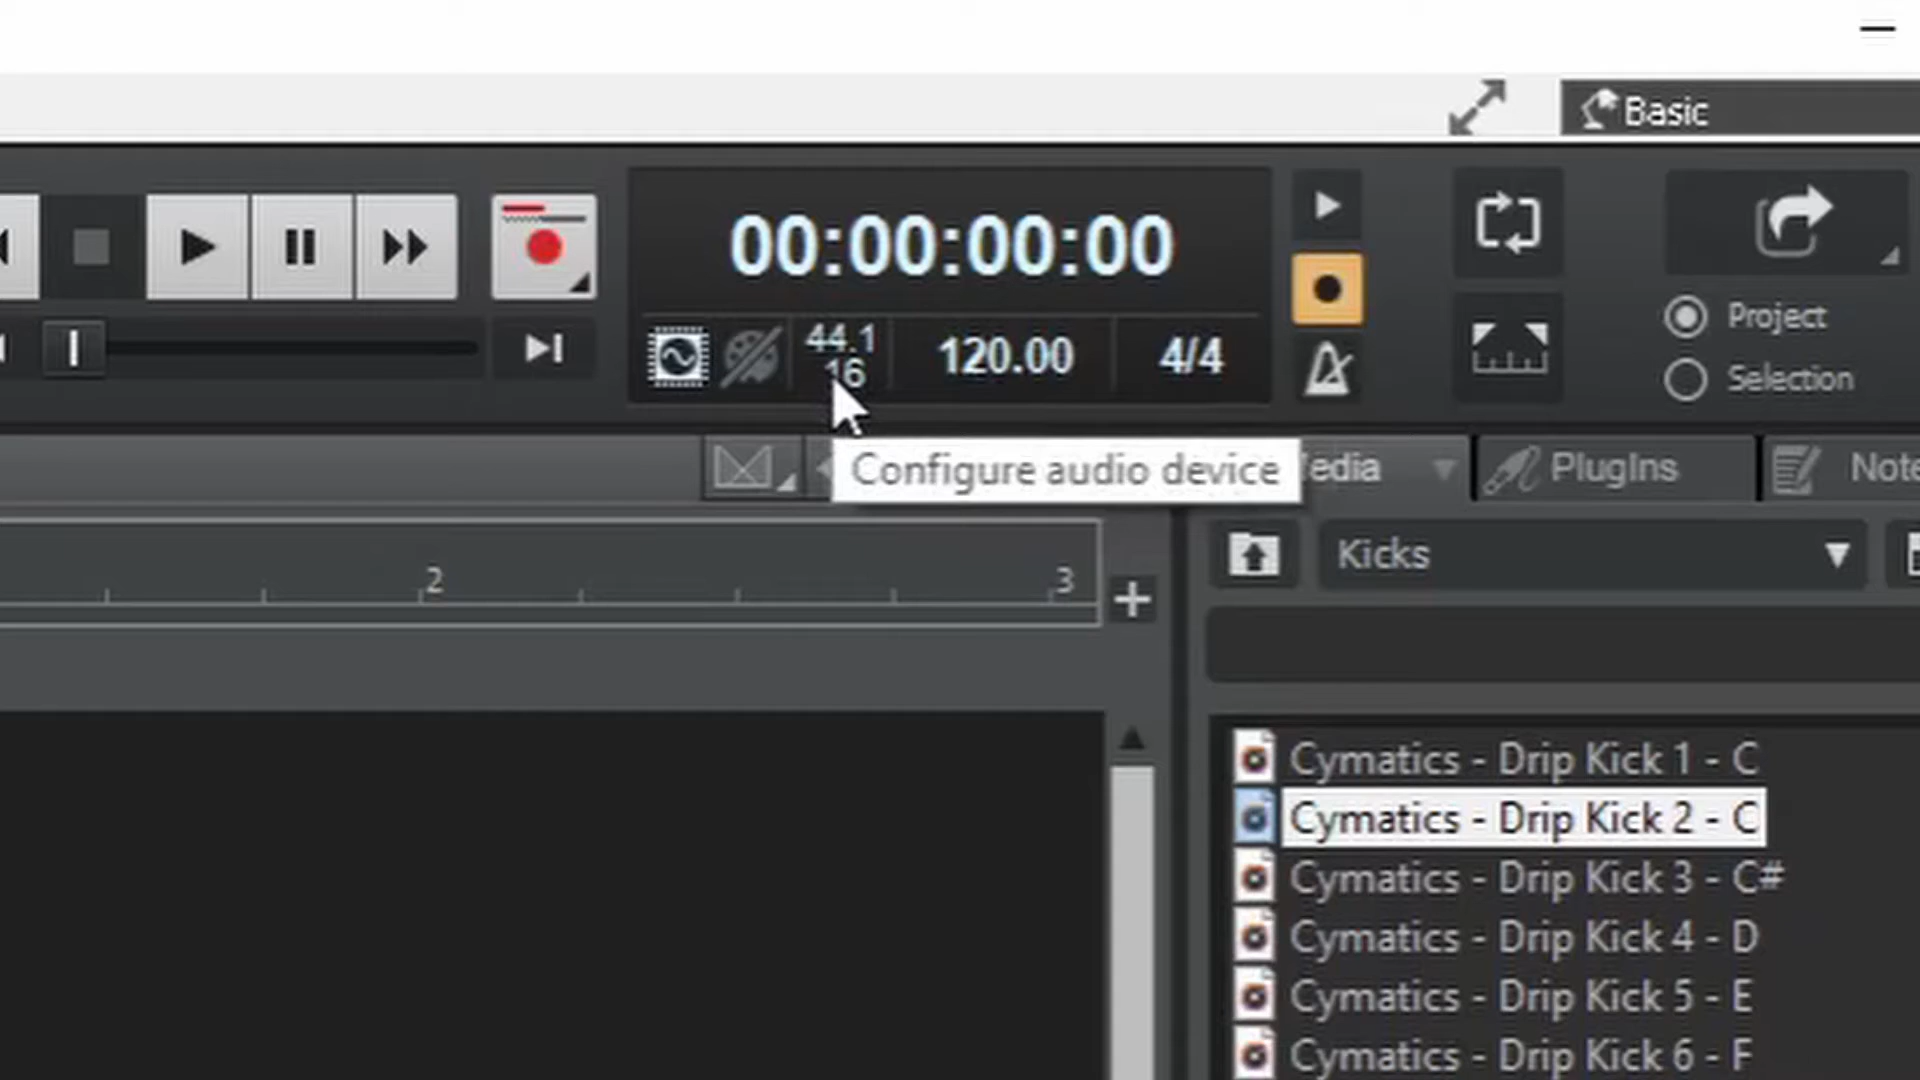 Basic
00:00:00:00
44.1
16
120.00
4/4
Project
Selection
Configure audio device
edia
PlugIns
Note
2
3
Kicks
Cymatics - Drip Kick 1 - C
Cymatics - Drip Kick 2 - C
Cymatics - Drip Kick 3 - C#
Cymatics - Drip Kick 4 - D
Cymatics - Drip Kick 5 - E
Cymatics - Drip Kick 6 - F